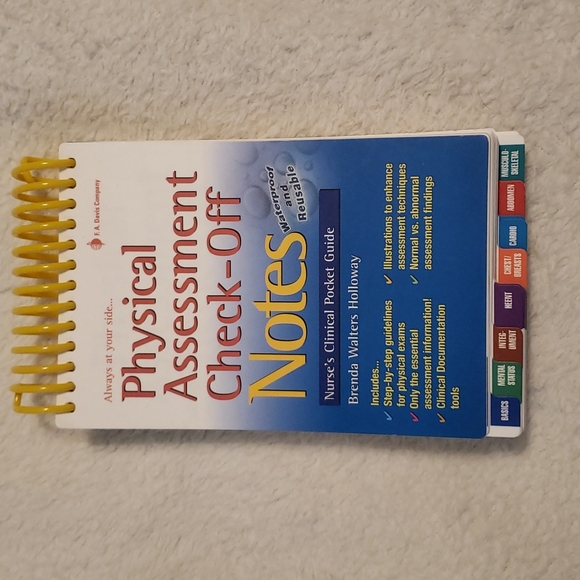 F. A. Davis Company
Always at your side...
Physical
Assessment
Check-Off
Notes
Waterproof
and
Reusable
Nurse's Clinical Pocket Guide
Brenda Walters Holloway
Includes...
✓ Step-by-step guidelines
for physical exams
✓ Only the essential
assessment information!
✓ Clinical Documentation
tools
✓ Illustrations to enhance
assessment techniques
✓ Normal vs. abnormal
assessment findings
BASICS
MENTAL
STATUS
INTEG-
UMENT
HEENT
CHEST/
BREASTS
CARDIO
ABDOMEN
MUSCULO-
SKELETAL